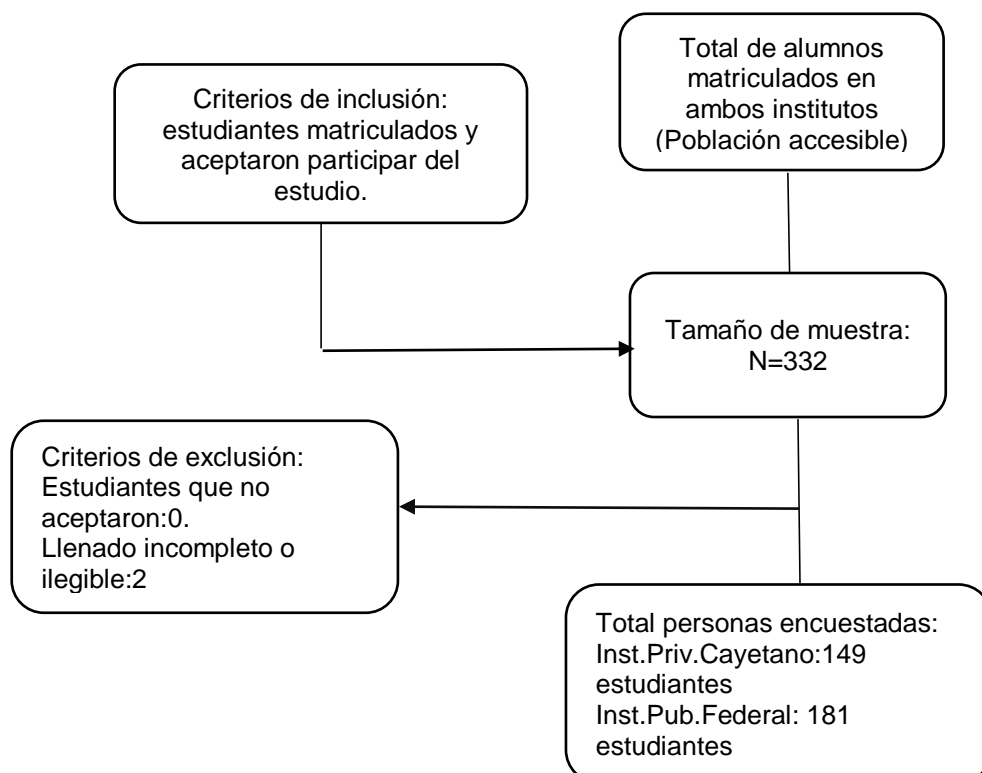 Total de alumnos
matriculados en
ambos institutos
(Población accesible)
Criterios de inclusión:
estudiantes matriculados y
aceptaron participar del
estudio.
Tamaño de muestra:
N=332
Criterios de exclusión:
Estudiantes que no
aceptaron:0.
Llenado incompleto o
ilegible:2
Total personas encuestadas:
Inst.Priv.Cayetano:149
estudiantes
Inst.Pub.Federal: 181
estudiantes